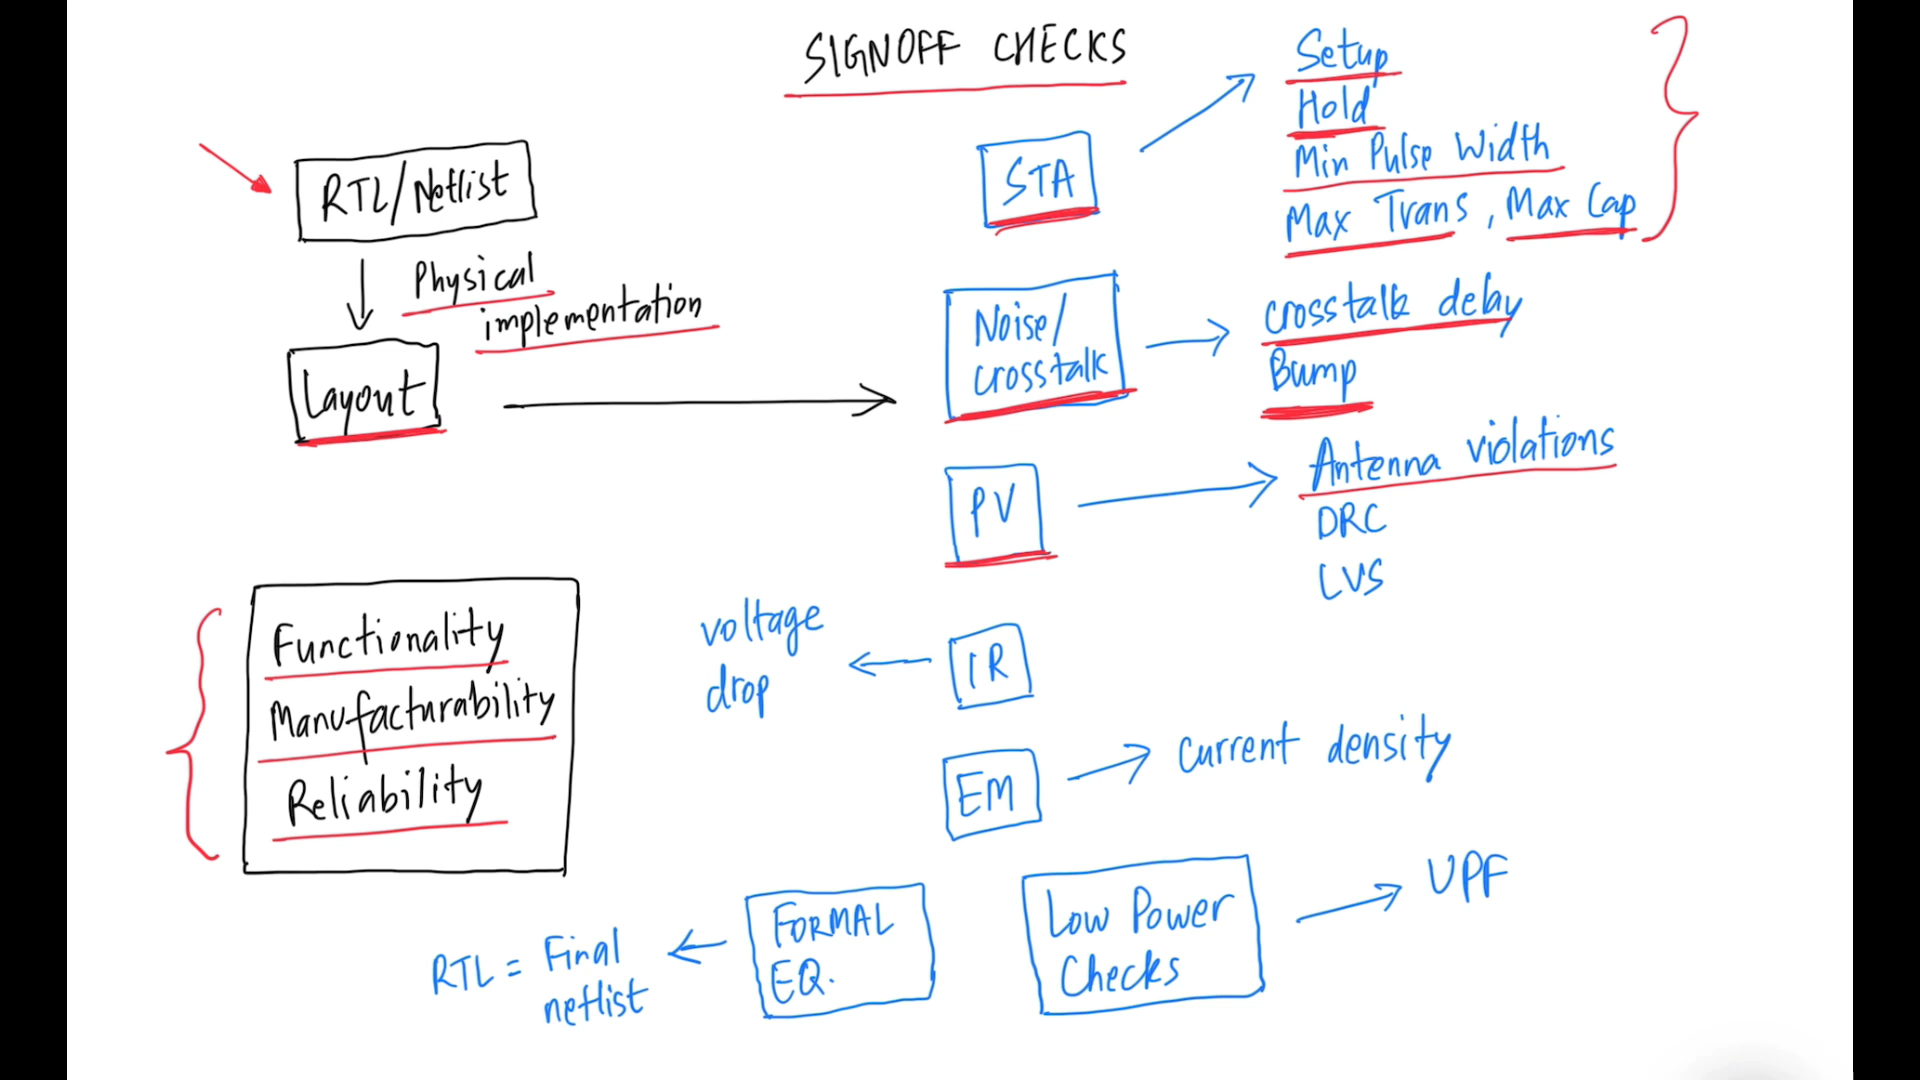 SIGNOFF CHECKS
RTL/Netlist
Physical
implementation
Layout
Functionality
Manufacturability
Reliability
STA
Setup
Hold
Min Pulse Width
Max Trans, Max Cap
Noise/
crosstalk
crosstalk delay
Bump
PV
Antenna violations
DRC
LVS
IR
voltage
drop
EM
Current density
FORMAL
EQ.
RTL = Final
netlist
Low Power
Checks
UPF